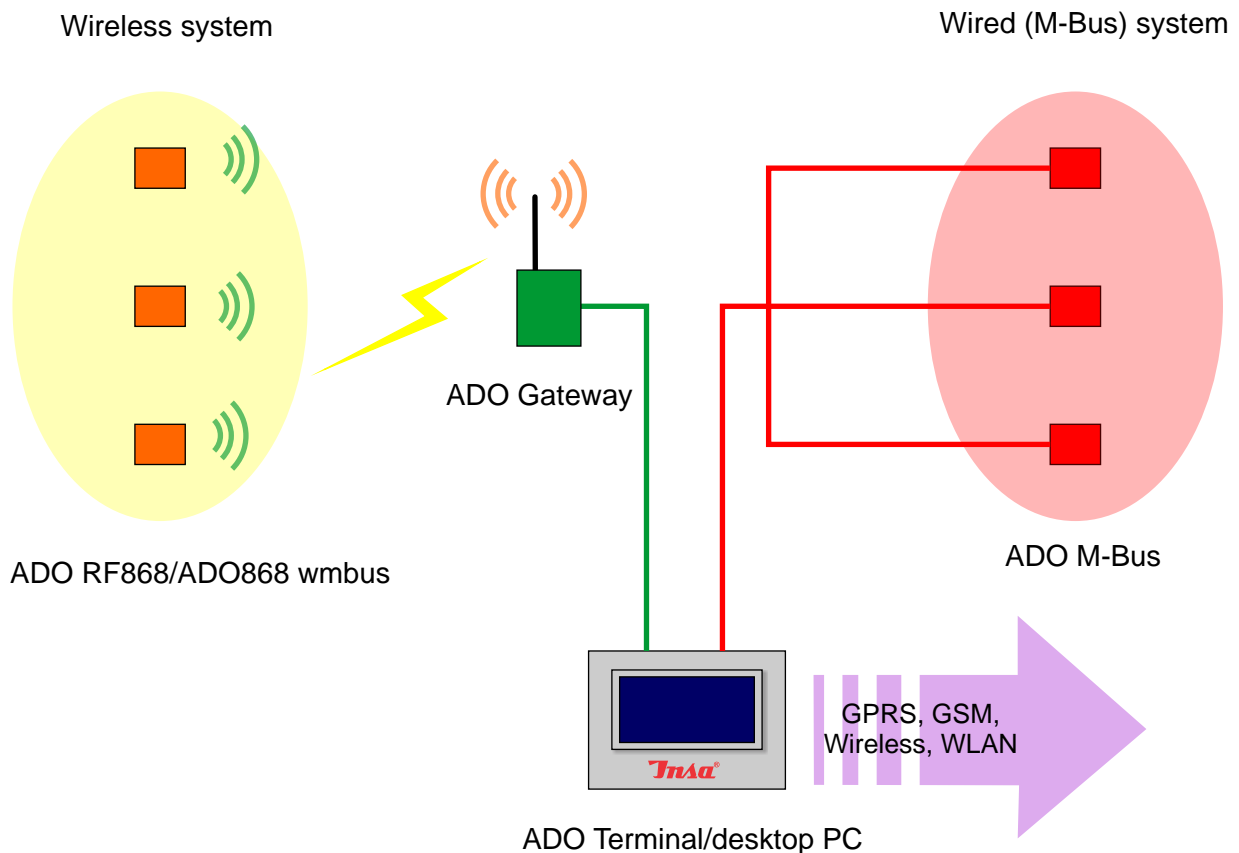 Wireless system
Wired (M-Bus) system
ADO Gateway
ADO RF868/ADO868 wmbus
ADO M-Bus
GPRS, GSM,
Wireless, WLAN
Insa®
ADO Terminal/desktop PC